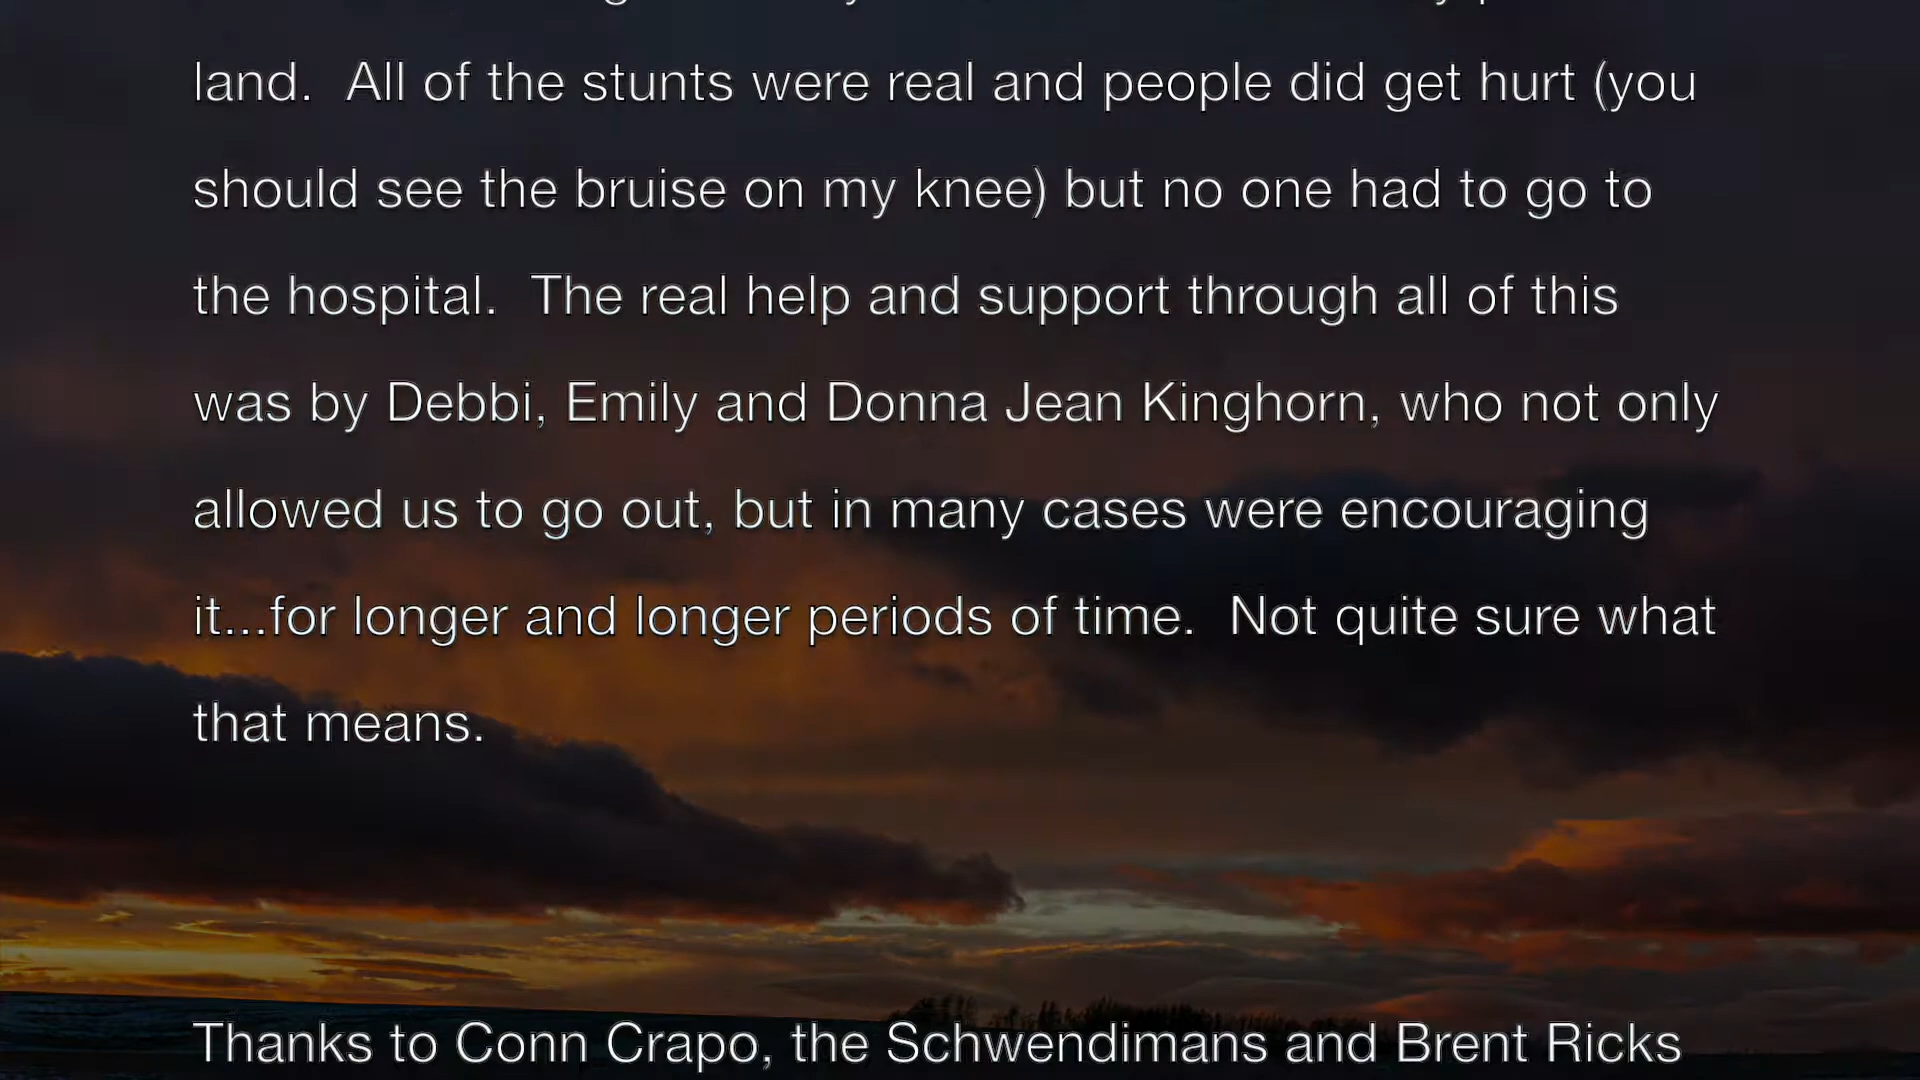 land.  All of the stunts were real and people did get hurt (you
should see the bruise on my knee) but no one had to go to
the hospital.  The real help and support through all of this
was by Debbi, Emily and Donna Jean Kinghorn, who not only
allowed us to go out, but in many cases were encouraging
it...for longer and longer periods of time.  Not quite sure what
that means.
Thanks to Conn Crapo, the Schwendimans and Brent Ricks